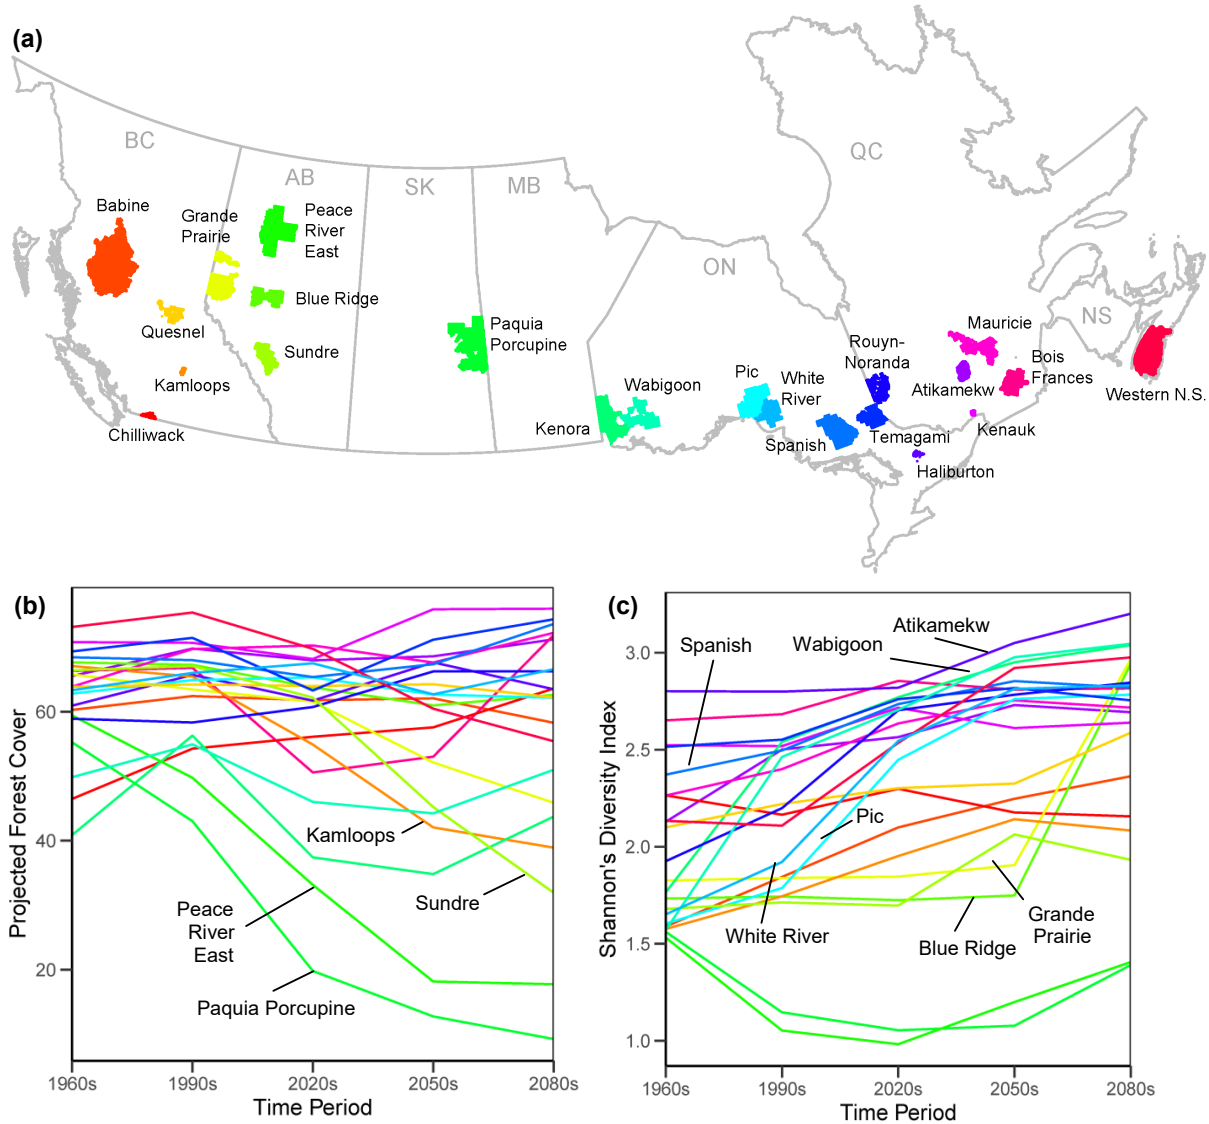 (a)
BC
AB
SK
MB
ON
QC
NS
Babine
Grande
Prairie
Peace
River
East
Blue Ridge
Quesnel
Sundre
Kamloops
Chilliwack
Paquia
Porcupine
Kenora
Wabigoon
Pic
White
River
Spanish
Rouyn-
Noranda
Temagami
Haliburton
Mauricie
Atikamekw
Bois
Frances
Kenauk
Western N.S.
(b)
Projected Forest Cover
60
40
20
Kamloops
Sundre
Peace
River
East
Paquia Porcupine
1960s
1990s
2020s
2050s
2080s
Time Period
(c)
Shannon's Diversity Index
3.0
2.5
2.0
1.5
1.0
Spanish
Wabigoon
Atikamekw
Pic
White River
Blue Ridge
Grande
Prairie
1960s
1990s
2020s
2050s
2080s
Time Period